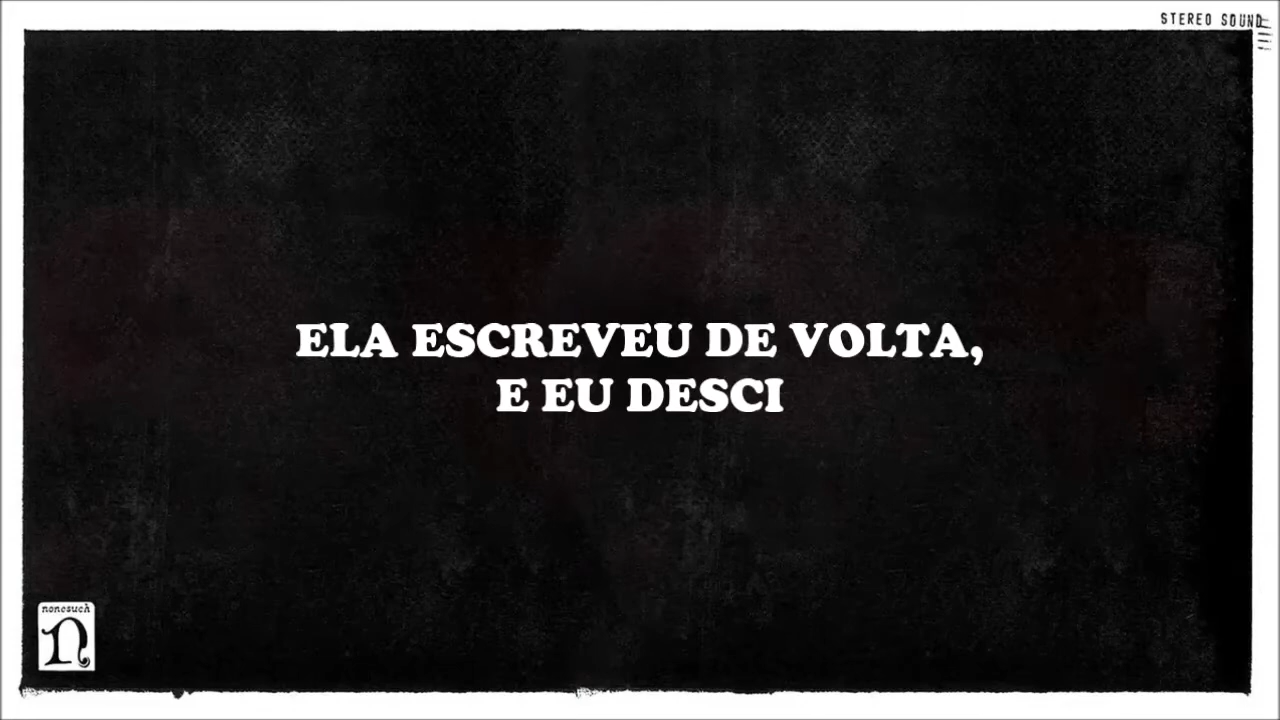 STEREO SOUND
ELA ESCREVEU DE VOLTA,
E EU DESCI
nonesuch
n